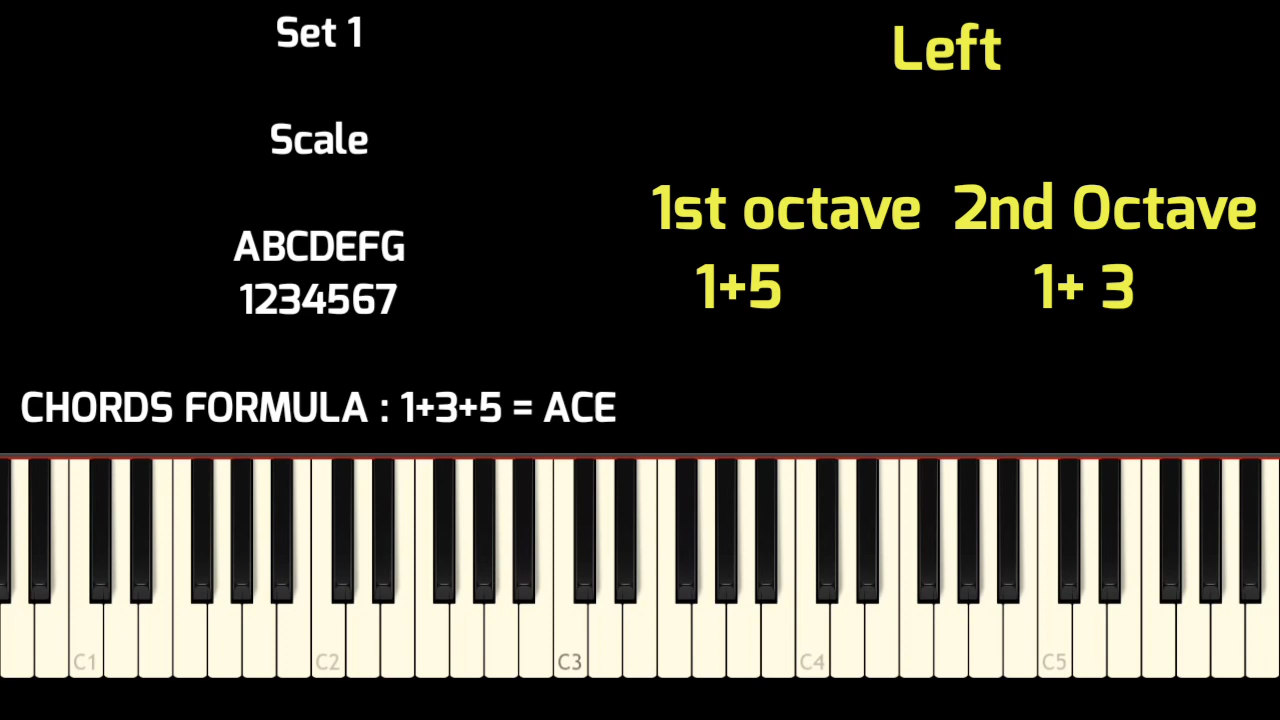 Set 1
Scale
ABCDEFG
1234567
CHORDS FORMULA : 1+3+5 = ACE
Left
1st octave 2nd Octave
1+5 1+ 3
C1 C2 C3 C4 C5